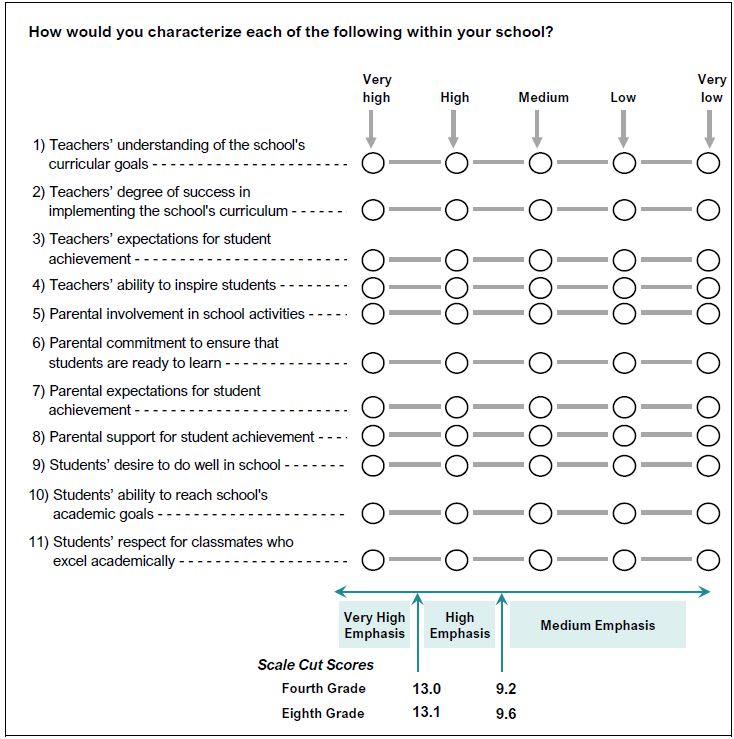 How would you characterize each of the following within your school?
Very high
High
Medium
Low
Very low
1) Teachers' understanding of the school's
curricular goals - - - - - - - - - - - - - - - - - - - - - - -
2) Teachers' degree of success in
implementing the school's curriculum - - - - - -
3) Teachers' expectations for student
achievement - - - - - - - - - - - - - - - - - - - - - - - - -
4) Teachers' ability to inspire students - - - - - - - -
5) Parental involvement in school activities - - - - -
6) Parental commitment to ensure that
students are ready to learn - - - - - - - - - - - - - -
7) Parental expectations for student
achievement - - - - - - - - - - - - - - - - - - - - - - - - -
8) Parental support for student achievement - - - -
9) Students' desire to do well in school - - - - - - -
10) Students' ability to reach school's
academic goals - - - - - - - - - - - - - - - - - - - - - -
11) Students' respect for classmates who
excel academically - - - - - - - - - - - - - - - - - - - -
Very High
Emphasis
High
Emphasis
Medium Emphasis
Scale Cut Scores
Fourth Grade 13.0 9.2
Eighth Grade 13.1 9.6